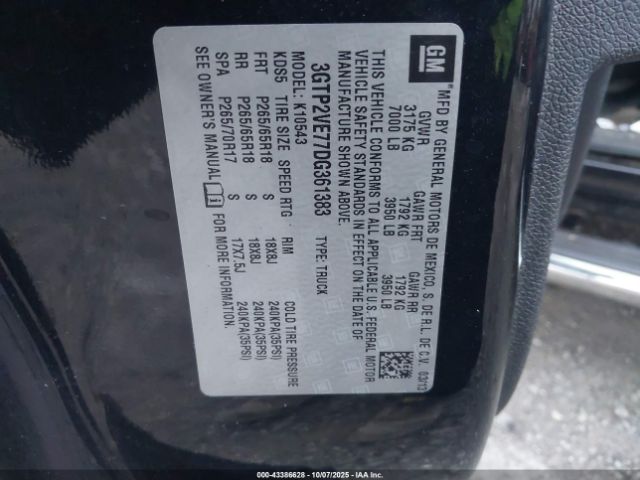 GM
MFD BY GENERAL MOTORS DE MEXICO, S. DE R.L. DE C.V. 03/13
GVWR GAWR FRT GAWR RR
3175 KG 1792 KG 1792 KG
7000 LB 3950 LB 3950 LB
THIS VEHICLE CONFORMS TO ALL APPLICABLE U.S. FEDERAL MOTOR
VEHICLE SAFETY STANDARDS IN EFFECT ON THE DATE OF
MANUFACTURE SHOWN ABOVE.
3GTP2VE77DG361383 TYPE: TRUCK
MODEL: K10543
KDS5 TIRE SIZE SPEED RTG RIM COLD TIRE PRESSURE
FRT P265/65R18 S 18X8J 240KPA(35PSI)
RR P265/65R18 S 18X8J 240KPA(35PSI)
SPA P265/70R17 S 17X7.5J 240KPA(35PSI)
SEE OWNER'S MANUAL FOR MORE INFORMATION.
000-43386628 - 10/07/2025 - IAA Inc.